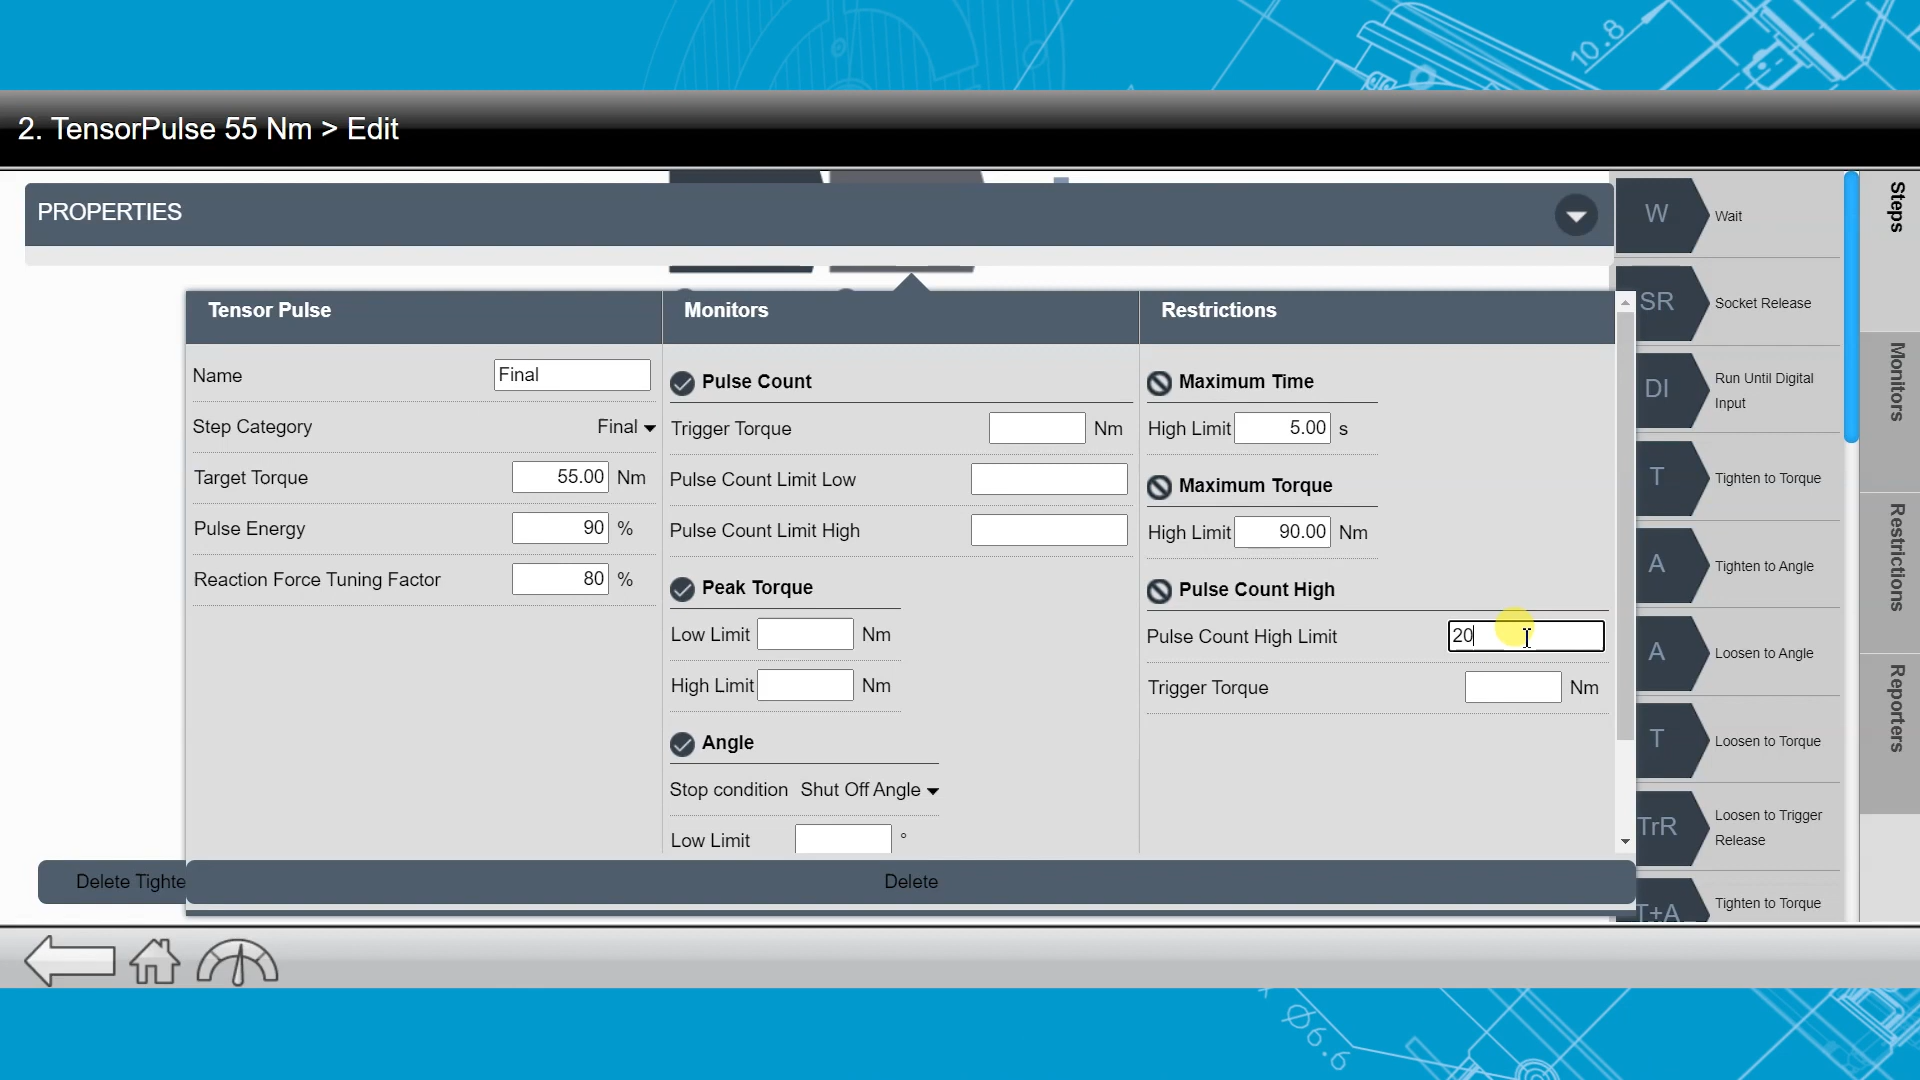 10.8
2. TensorPulse 55 Nm > Edit
PROPERTIES
Tensor Pulse
Name
Final
Step Category
Final
Target Torque
55.00 Nm
Pulse Energy
90 %
Reaction Force Tuning Factor
80 %
Monitors
Pulse Count
Trigger Torque
Nm
Pulse Count Limit Low
Pulse Count Limit High
Peak Torque
Low Limit
Nm
High Limit
Nm
Angle
Stop condition Shut Off Angle
Low Limit
°
Restrictions
Maximum Time
High Limit 5.00 s
Maximum Torque
High Limit 90.00 Nm
Pulse Count High
Pulse Count High Limit
20
Trigger Torque
Nm
Delete Tighte
Delete
W
Wait
SR
Socket Release
DI
Run Until Digital
Input
T
Tighten to Torque
A
Tighten to Angle
A
Loosen to Angle
T
Loosen to Torque
TrR
Loosen to Trigger
Release
T+A
Tighten to Torque
Steps
Monitors
Restrictions
Reporters
Ø6.6